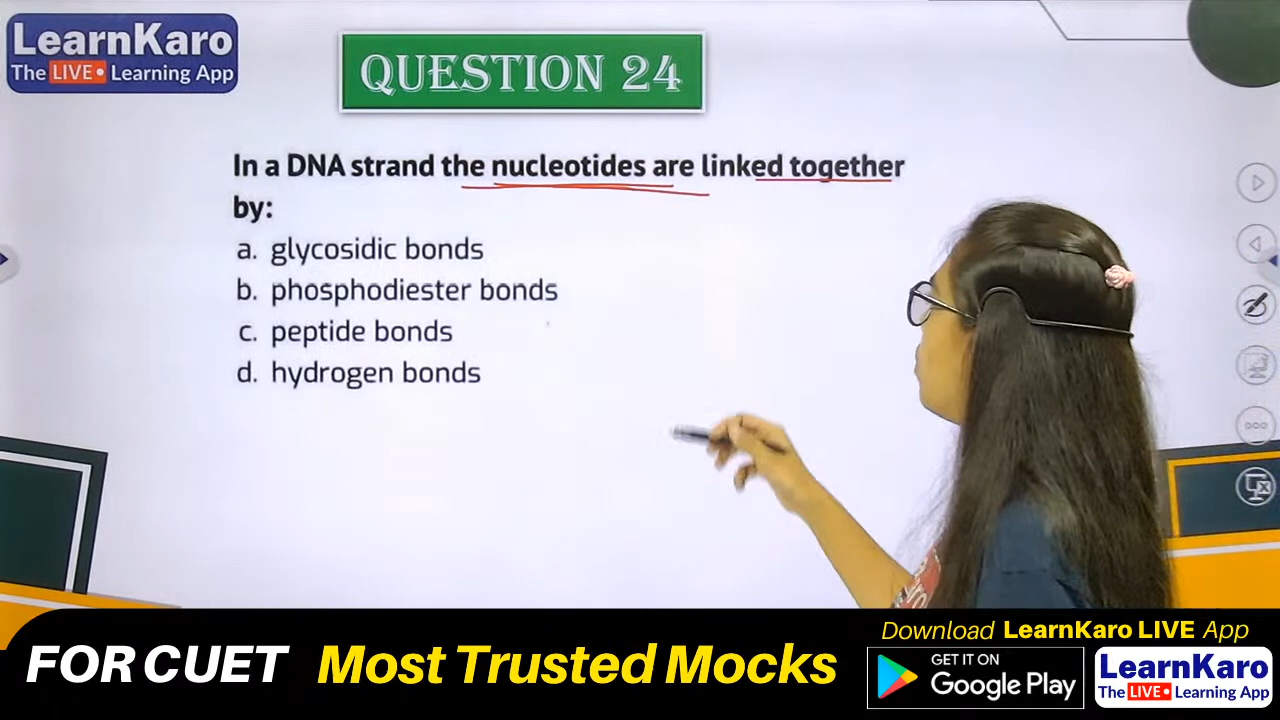 LearnKaro
The LIVE Learning App
QUESTION 24
In a DNA strand the nucleotides are linked together
by:
a. glycosidic bonds
b. phosphodiester bonds
c. peptide bonds
d. hydrogen bonds
FOR CUET Most Trusted Mocks
Download LearnKaro LIVE App
GET IT ON
Google Play
LearnKaro
The LIVE Learning App